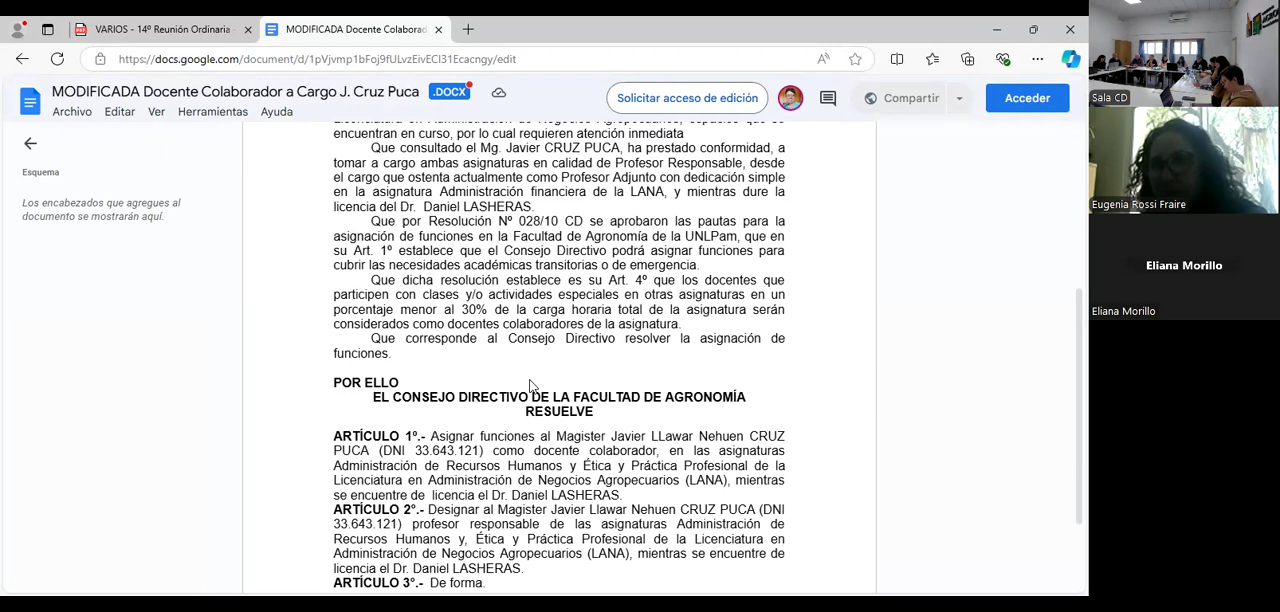 VARIOS - 14º Reunión Ordinaria
MODIFICADA Docente Colaborad
https://docs.google.com/document/d/1pVjvmp1bFoj9fULvzEivECl31Ecacngy/edit
MODIFICADA Docente Colaborador a Cargo J. Cruz Puca .DOCX
Archivo Editar Ver Herramientas Ayuda
Solicitar acceso de edición
Compartir
Acceder
Esquema
Los encabezados que agregues al
documento se mostrarán aquí.
encuentran en curso, por lo cual requieren atención inmediata
Que consultado el Mg. Javier CRUZ PUCA, ha prestado conformidad, a
tomar a cargo ambas asignaturas en calidad de Profesor Responsable, desde
el cargo que ostenta actualmente como Profesor Adjunto con dedicación simple
en la asignatura Administración financiera de la LANA, y mientras dure la
licencia del Dr. Daniel LASHERAS.
Que por Resolución Nº 028/10 CD se aprobaron las pautas para la
asignación de funciones en la Facultad de Agronomía de la UNLPam, que en
su Art. 1º establece que el Consejo Directivo podrá asignar funciones para
cubrir las necesidades académicas transitorias o de emergencia.
Que dicha resolución establece es su Art. 4º que los docentes que
participen con clases y/o actividades especiales en otras asignaturas en un
porcentaje menor al 30% de la carga horaria total de la asignatura serán
considerados como docentes colaboradores de la asignatura.
Que corresponde al Consejo Directivo resolver la asignación de
funciones.
POR ELLO
EL CONSEJO DIRECTIVO DE LA FACULTAD DE AGRONOMÍA
RESUELVE
ARTÍCULO 1º.- Asignar funciones al Magister Javier LLawar Nehuen CRUZ
PUCA (DNI 33.643.121) como docente colaborador, en las asignaturas
Administración de Recursos Humanos y Ética y Práctica Profesional de la
Licenciatura en Administración de Negocios Agropecuarios (LANA), mientras
se encuentre de licencia el Dr. Daniel LASHERAS.
ARTÍCULO 2º.- Designar al Magister Javier Llawar Nehuen CRUZ PUCA (DNI
33.643.121) profesor responsable de las asignaturas Administración de
Recursos Humanos y, Ética y Práctica Profesional de la Licenciatura en
Administración de Negocios Agropecuarios (LANA), mientras se encuentre de
licencia el Dr. Daniel LASHERAS.
ARTÍCULO 3º.- De forma.
Sala CD
Eugenia Rossi Fraire
Eliana Morillo
Eliana Morillo